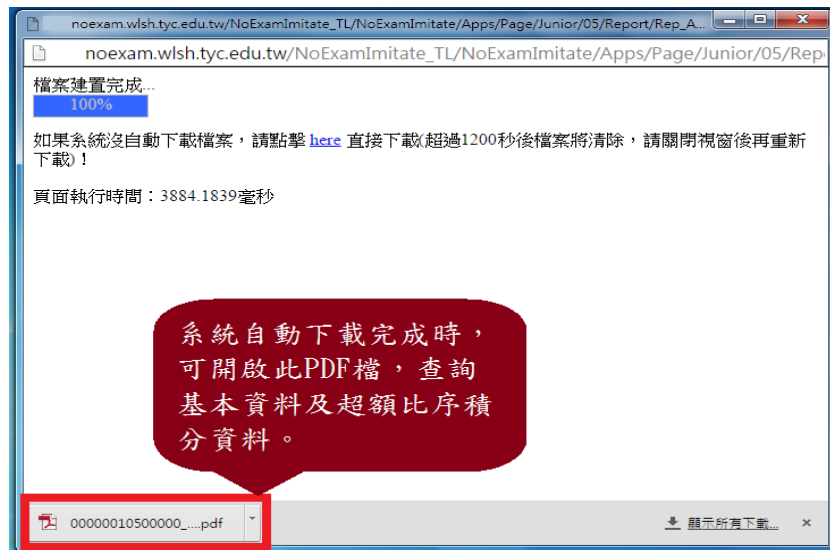 noexam.wlsh.tyc.edu.tw/NoExamImitate_TL/NoExamImitate/Apps/Page/Junior/05/Report/Rep_A...
noexam.wlsh.tyc.edu.tw/NoExamImitate_TL/NoExamImitate/Apps/Page/Junior/05/Rep
檔案建置完成...
100%
如果系統沒自動下載檔案，請點擊 here 直接下載(超過1200秒後檔案將清除，請關閉視窗後再重新
下載)！
頁面執行時間：3884.1839毫秒
系統自動下載完成時，
可開啟此PDF檔，查詢
基本資料及超額比序積
分資料。
00000010500000_....pdf
顯示所有下載...